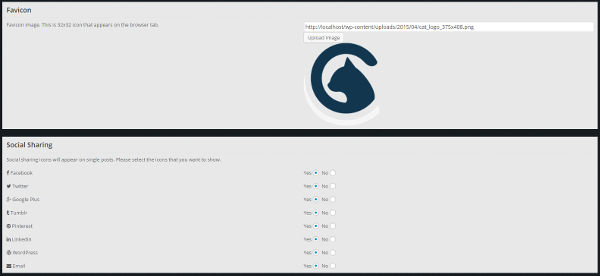 Favicon
Favicon image. This is 32x32 icon that appears on the browser tab.
http://localhost/wp-content/uploads/2015/04/cat_logo_375x408.png
Upload Image
Social Sharing
Social sharing icons will appear on single posts. Please select the icons that you want to show.
Facebook Yes No
Twitter Yes No
Google Plus Yes No
Tumblr Yes No
Pinterest Yes No
LinkedIn Yes No
WordPress Yes No
Email Yes No